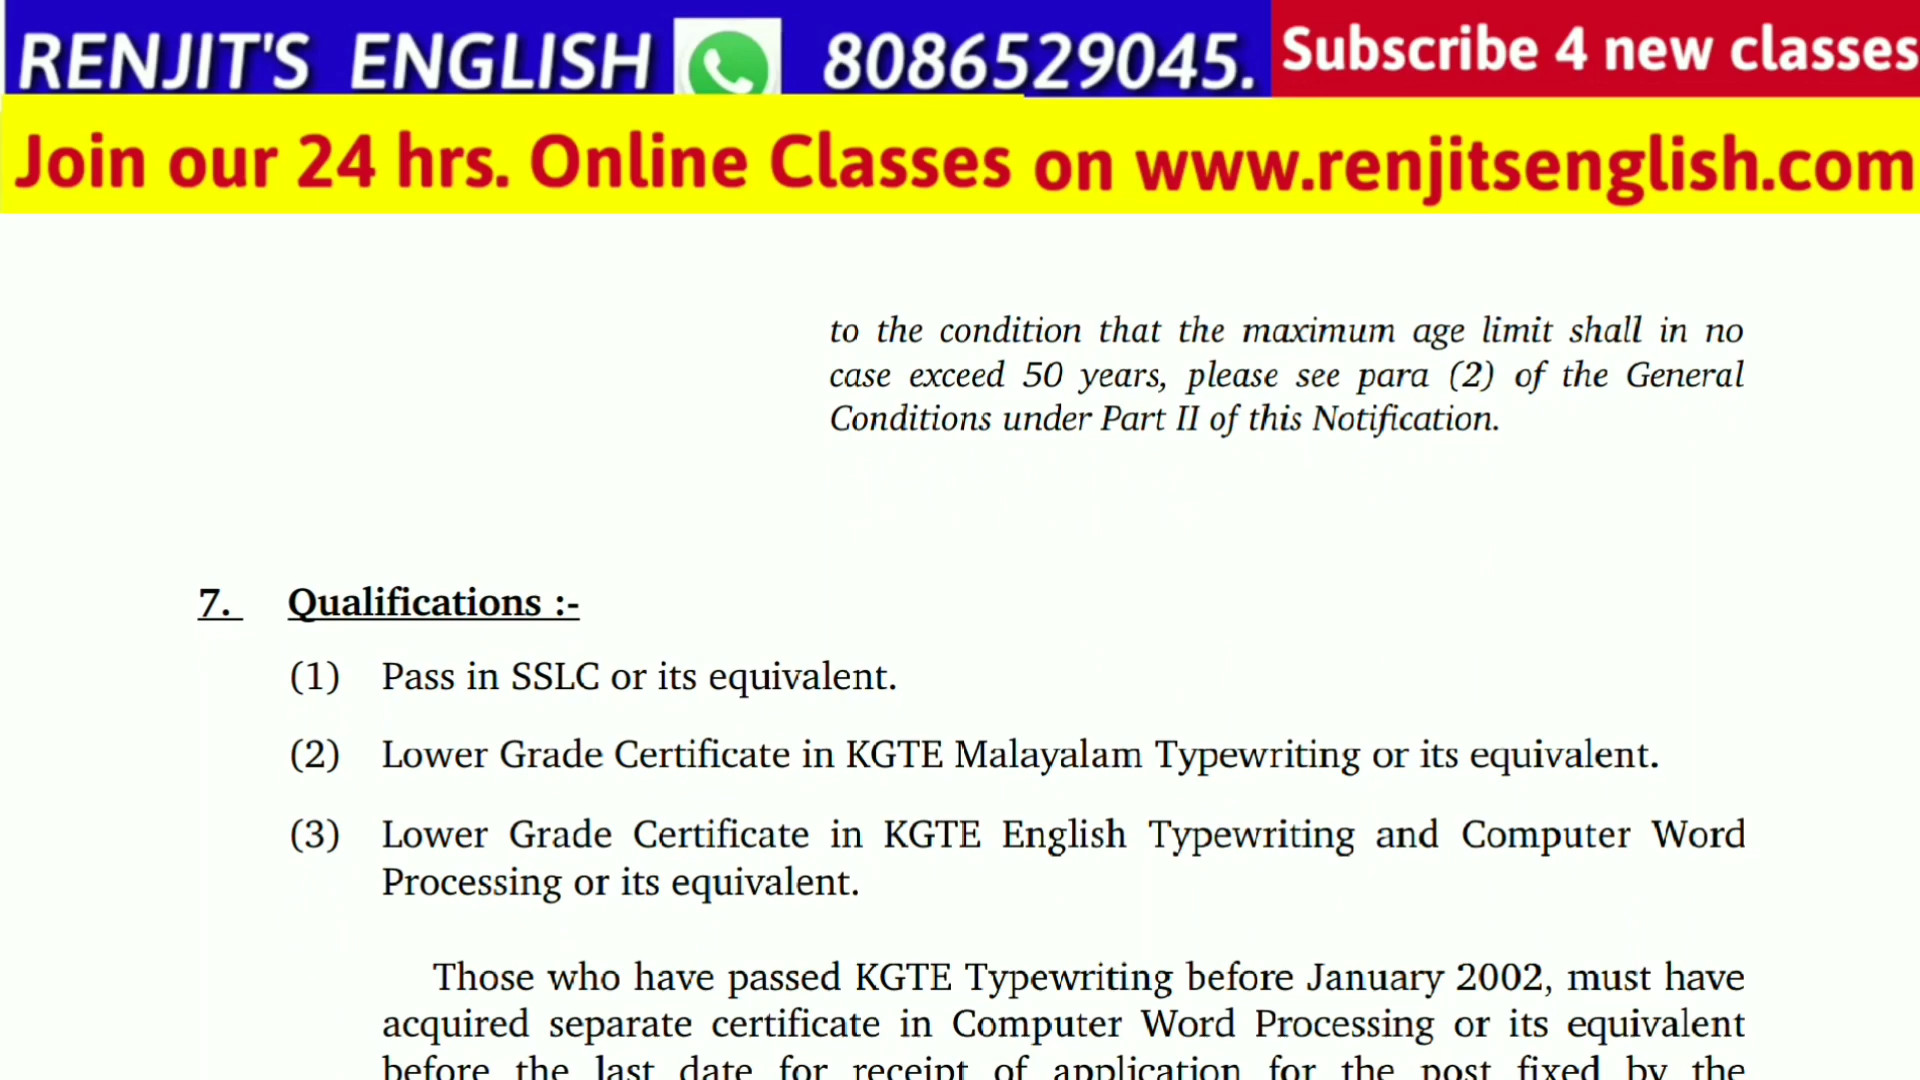 RENJIT'S ENGLISH 8086529045. Subscribe 4 new classes
Join our 24 hrs. Online Classes on www.renjitsenglish.com
to the condition that the maximum age limit shall in no
case exceed 50 years, please see para (2) of the General
Conditions under Part II of this Notification.
7. Qualifications :-
(1) Pass in SSLC or its equivalent.
(2) Lower Grade Certificate in KGTE Malayalam Typewriting or its equivalent.
(3) Lower Grade Certificate in KGTE English Typewriting and Computer Word
Processing or its equivalent.
Those who have passed KGTE Typewriting before January 2002, must have
acquired separate certificate in Computer Word Processing or its equivalent
before the last date for receipt of application for the post fixed by the